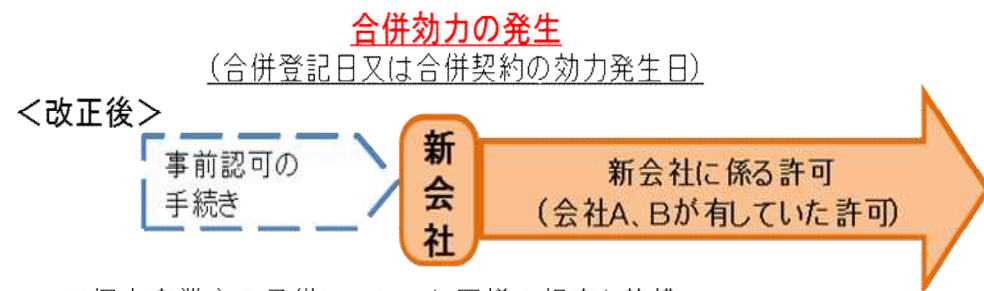 合併効力の発生
（合併登記日又は合併契約の効力発生日）
＜改正後＞
事前認可の
手続き
新会社
新会社に係る許可
（会社A、Bが有していた許可）